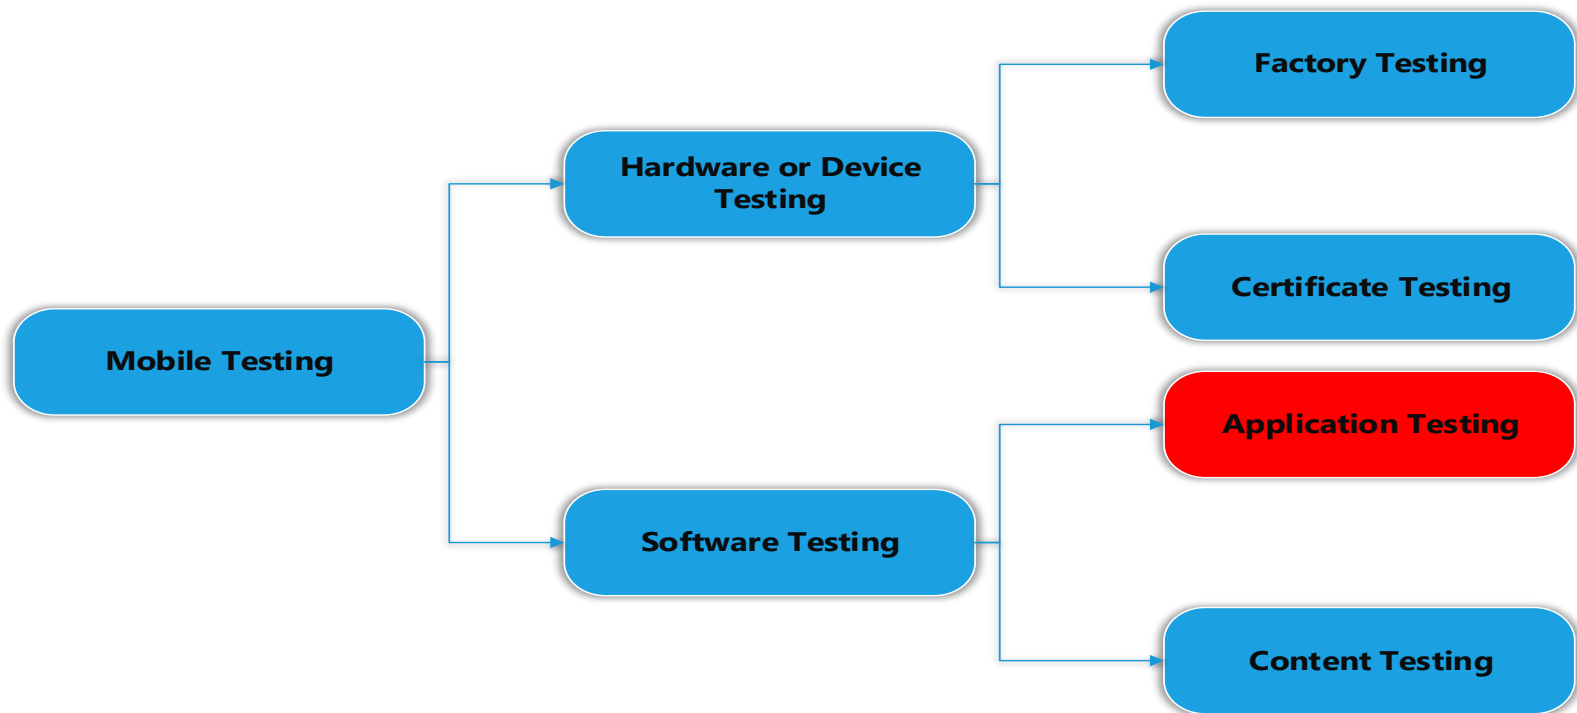 Factory Testing
Hardware or Device
Testing
Certificate Testing
Mobile Testing
Application Testing
Software Testing
Content Testing